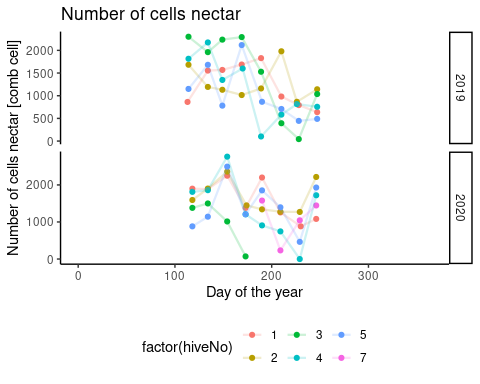 Number of cells nectar
Number of cells nectar [comb cell]
2000
1500
1000
500
0
2019
2000
1000
0
2020
0 100 200 300
Day of the year
factor(hiveNo)
1 3 5
2 4 7